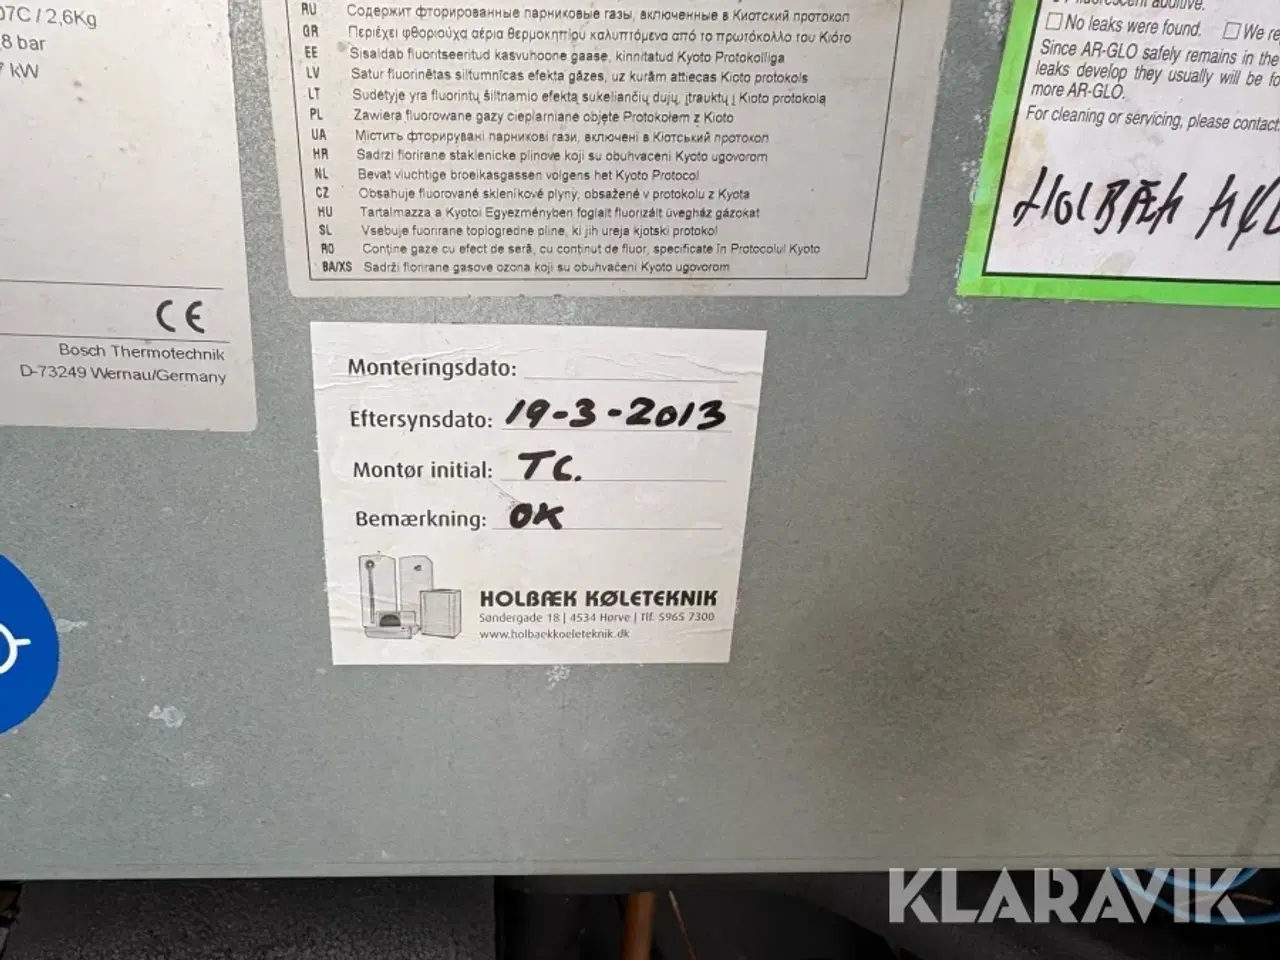 07C / 2,6Kg
8 bar
kW
CE
Bosch Thermotechnik
D-73249 Wernau/Germany
RU Содержит фторированные парниковые газы, включенные в Киотский протокол
GR Περιέχει φθοριούχα αέρια θερμοκηπίου καλυπτόμενα από το πρωτόκολλο του Κιότο
EE Sisaldab fluoritseeritud kasvuhoone gaase, kinnitatud Kyoto Protokolliga
LV Satur fluorinētas siltumnīcas efekta gāzes, uz kurām attiecas Kioto protokols
LT Sudėtyje yra fluorintų šiltnamio efektą sukeliančių dujų, įtrauktų į Kioto protokolą
PL Zawiera fluorowane gazy cieplarniane objęte Protokołem z Kioto
UA Містить фторирувані парникові гази, включені в Кіотський протокол
HR Sadrzi florirane staklenicke plinove koji su obuhvaceni Kyoto ugovorom
NL Bevat vluchtige broeikasgassen volgens het Kyoto Protocol
CZ Obsahuje fluorované skleníkové plyny, obsažené v protokolu z Kyota
HU Tartalmazza a Kyotoi Egyezményben foglalt fluorizált üvegház gázokat
SL Vsebuje fluorirane toplogredne pline, ki jih ureja kjotski protokol
RO Conţine gaze cu efect de seră, cu conţinut de fluor, specificate în Protocolul Kyoto
BA/XS Sadrži florirane gasove ozona koji su obuhvačeni Kyoto ugovorom
fluorescent additive.
No leaks were found. We
Since AR-GLO safely remains in the
leaks develop they usually will be
more AR-GLO.
For cleaning or servicing, please contact
HOLBÆK
Monteringsdato:
Eftersynsdato: 19-3-2013
Montør initial: TC.
Bemærkning: OK
HOLBÆK KØLETEKNIK
Søndergade 18 | 4534 Hørve | Tlf. 5965 7300
www.holbaekkoeleteknik.dk
KLARAVIK